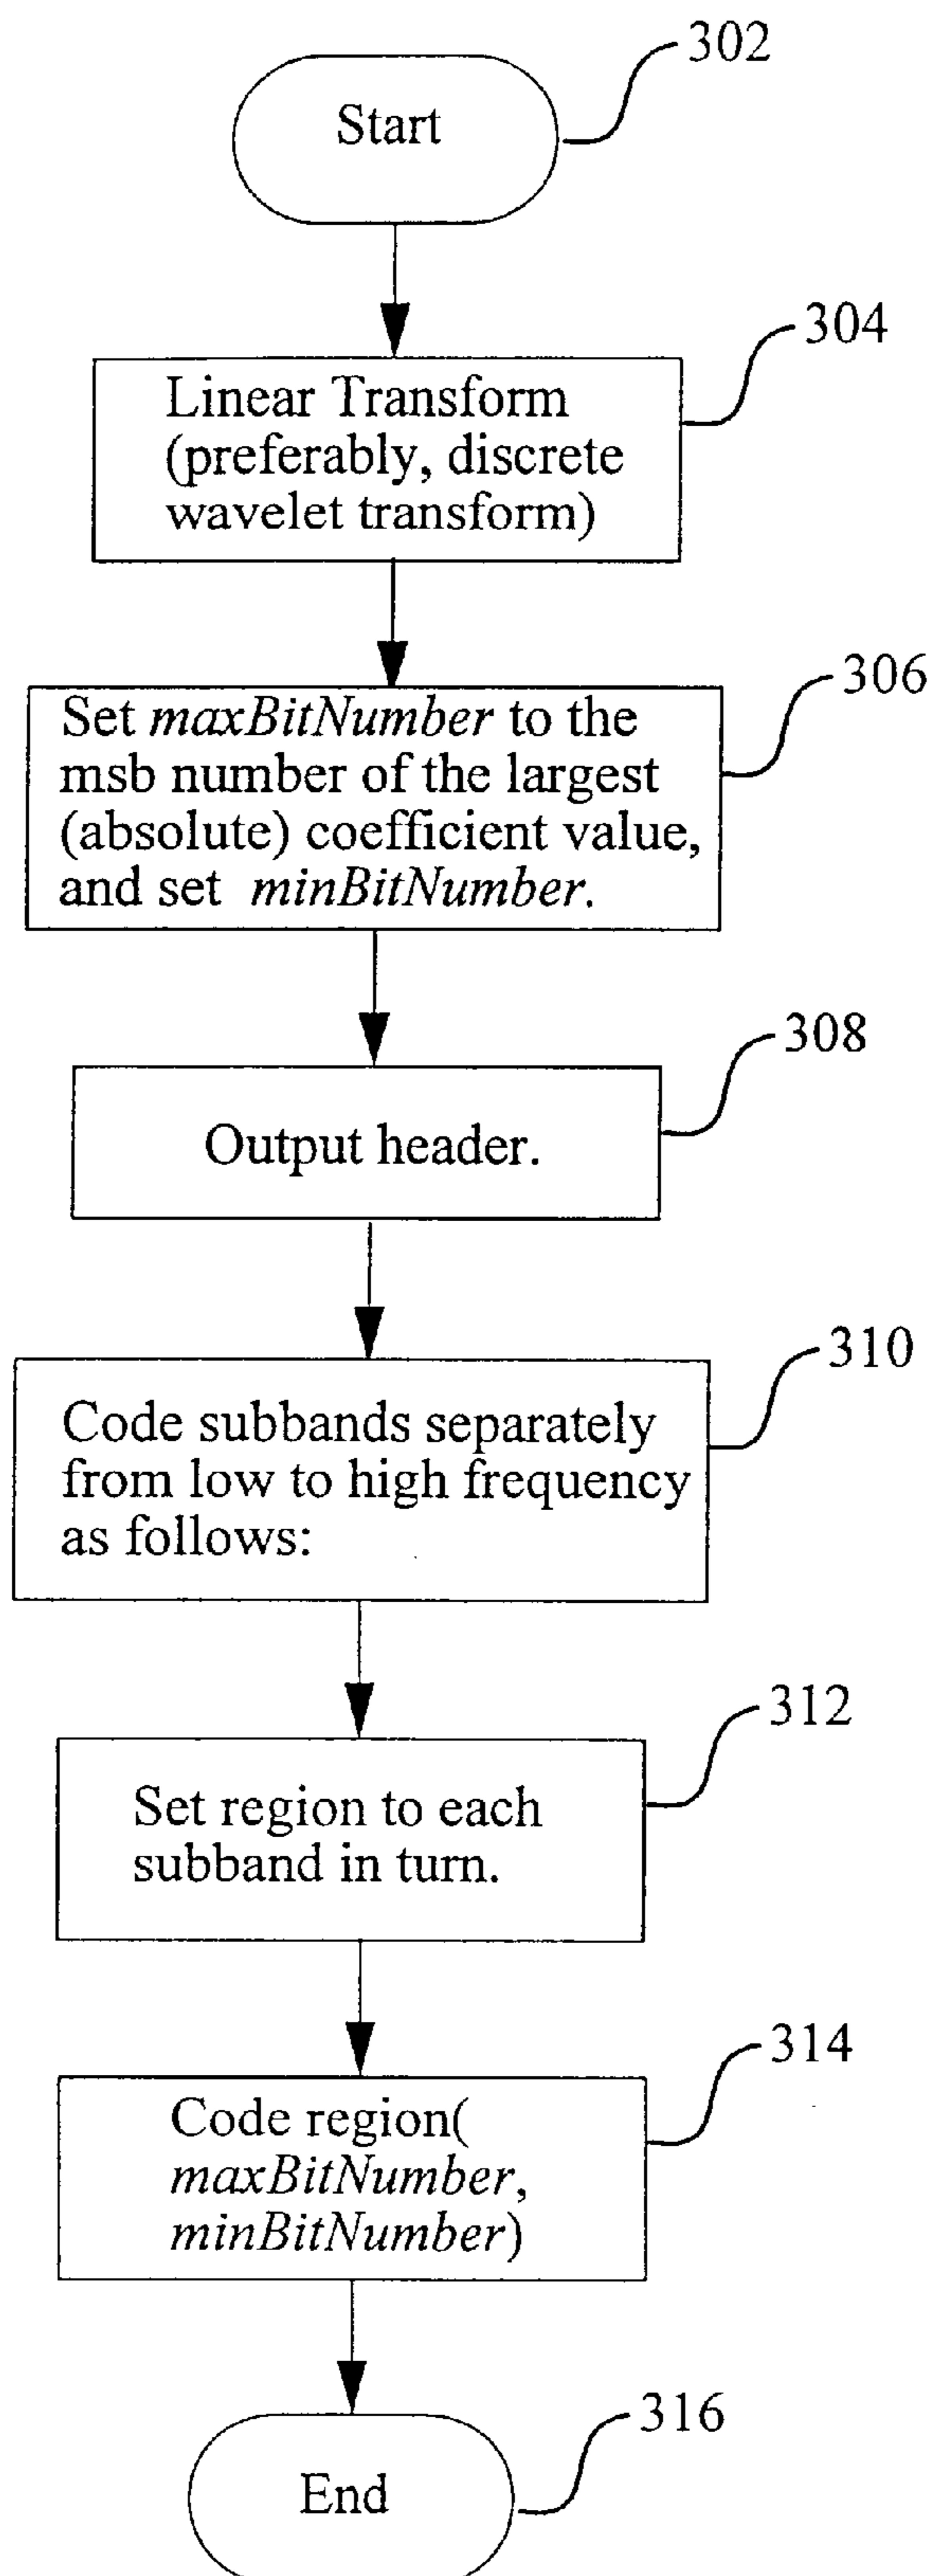 302
Start
304
Linear Transform
(preferably, discrete
wavelet transform)
306
Set maxBitNumber to the
msb number of the largest
(absolute) coefficient value,
and set minBitNumber.
308
Output header.
310
Code subbands separately
from low to high frequency
as follows:
312
Set region to each
subband in turn.
314
Code region(
maxBitNumber,
minBitNumber)
316
End